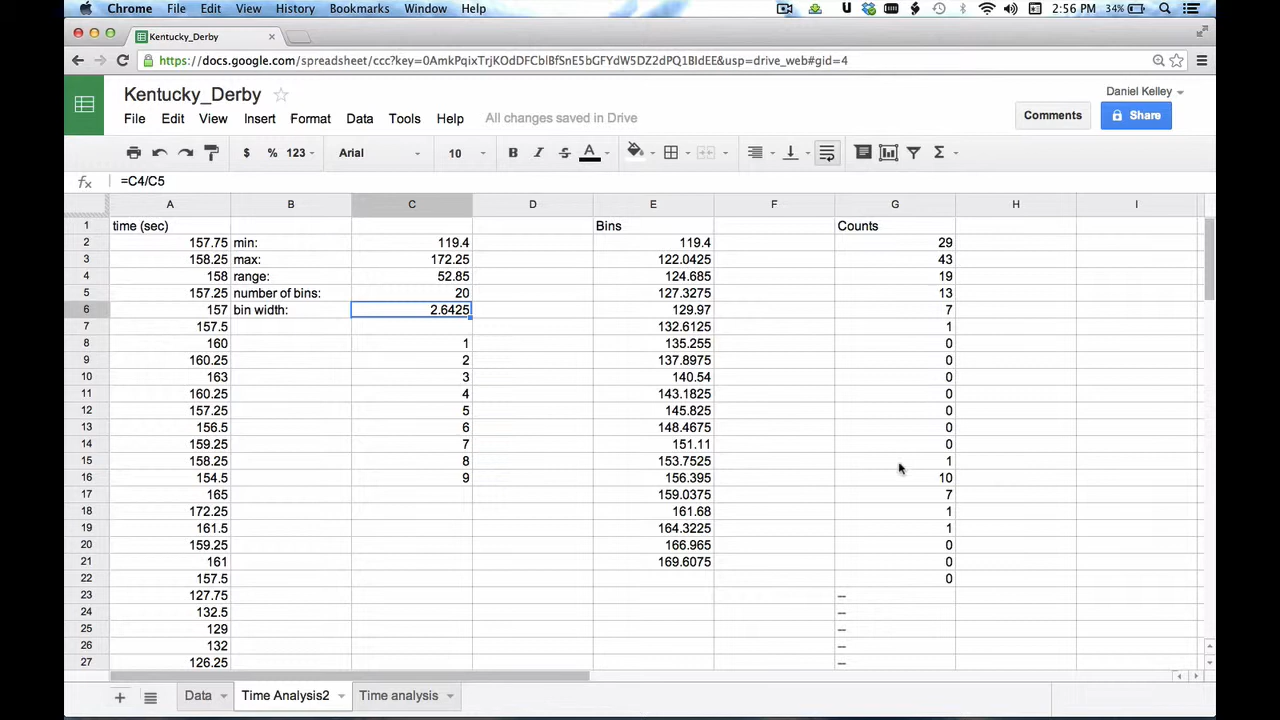 Chrome File Edit View History Bookmarks Window Help 2:56 PM 34%
Kentucky_Derby
https://docs.google.com/spreadsheet/ccc?key=0AmkPqixTrjKOdDFCblBfSnE5bGFYdW5DZ2dPQ1BIdEE&usp=drive_web#gid=4
Kentucky_Derby
Daniel Kelley
File Edit View Insert Format Data Tools Help All changes saved in Drive
Comments Share
$ % 123 Arial 10 B I S A Σ
fx =C4/C5
A B C D E F G H I
1 time (sec) Bins Counts
2 157.75 min: 119.4 119.4 29
3 158.25 max: 172.25 122.0425 43
4 158 range: 52.85 124.685 19
5 157.25 number of bins: 20 127.3275 13
6 157 bin width: 2.6425 129.97 7
7 157.5 132.6125 1
8 160 1 135.255 0
9 160.25 2 137.8975 0
10 163 3 140.54 0
11 160.25 4 143.1825 0
12 157.25 5 145.825 0
13 156.5 6 148.4675 0
14 159.25 7 151.11 0
15 158.25 8 153.7525 1
16 154.5 9 156.395 10
17 165 159.0375 7
18 172.25 161.68 1
19 161.5 164.3225 1
20 159.25 166.965 0
21 161 169.6075 0
22 157.5 0
23 127.75 --
24 132.5 --
25 129 --
26 132 --
27 126.25 --
Data Time Analysis2 Time analysis